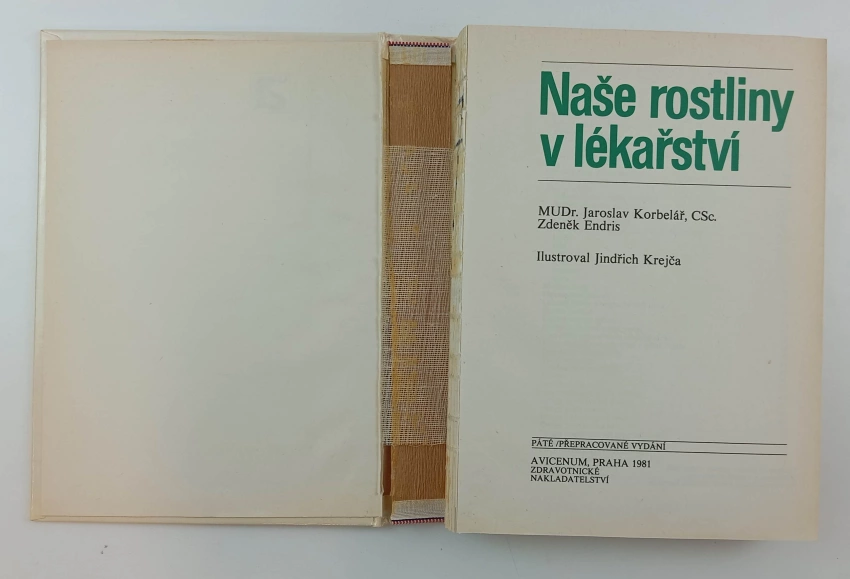 Naše rostliny
v lékařství
MUDr. Jaroslav Korbelář, CSc.
Zdeněk Endris
Ilustroval Jindřich Krejča
PÁTÉ /PŘEPRACOVANÉ VYDÁNÍ
AVICENUM, PRAHA 1981
ZDRAVOTNICKÉ
NAKLADATELSTVÍ